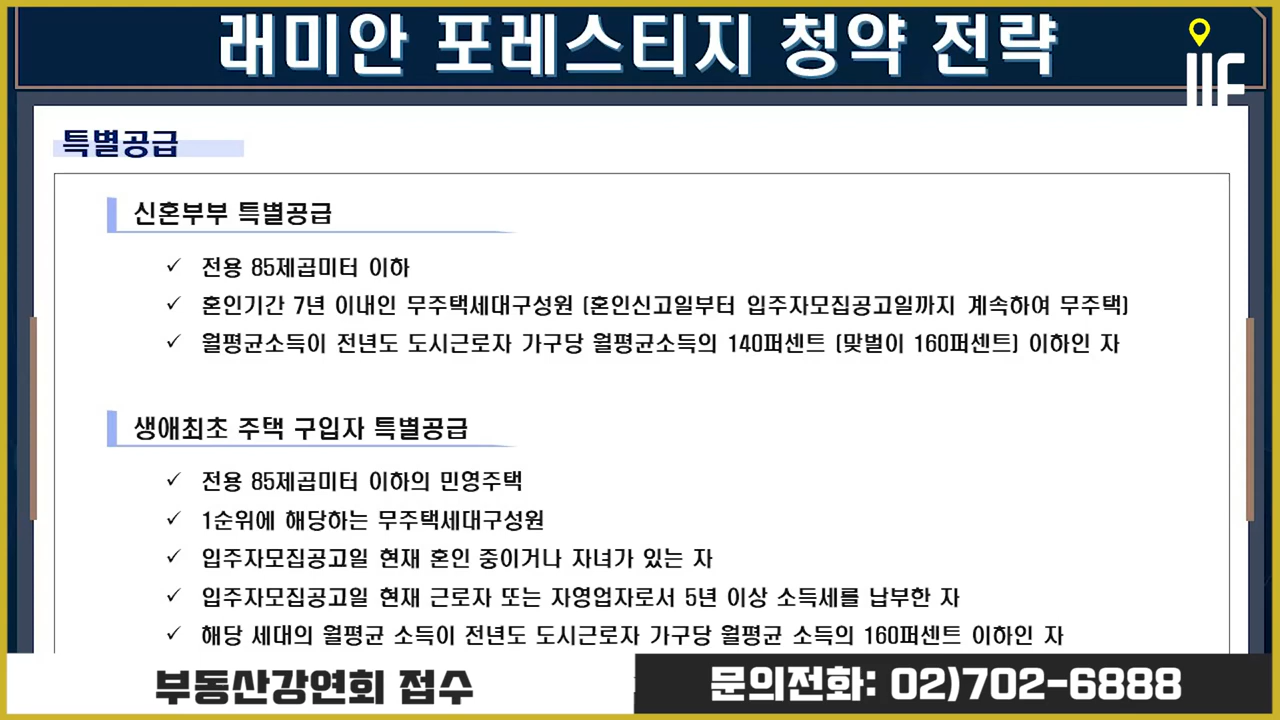 래미안 포레스티지 청약 전략
IIF
특별공급
신혼부부 특별공급
✓ 전용 85제곱미터 이하
✓ 혼인기간 7년 이내인 무주택세대구성원 (혼인신고일부터 입주자모집공고일까지 계속하여 무주택)
✓ 월평균소득이 전년도 도시근로자 가구당 월평균소득의 140퍼센트 (맞벌이 160퍼센트) 이하인 자
생애최초 주택 구입자 특별공급
✓ 전용 85제곱미터 이하의 민영주택
✓ 1순위에 해당하는 무주택세대구성원
✓ 입주자모집공고일 현재 혼인 중이거나 자녀가 있는 자
✓ 입주자모집공고일 현재 근로자 또는 자영업자로서 5년 이상 소득세를 납부한 자
✓ 해당 세대의 월평균 소득이 전년도 도시근로자 가구당 월평균 소득의 160퍼센트 이하인 자
부동산강연회 접수
문의전화: 02)702-6888